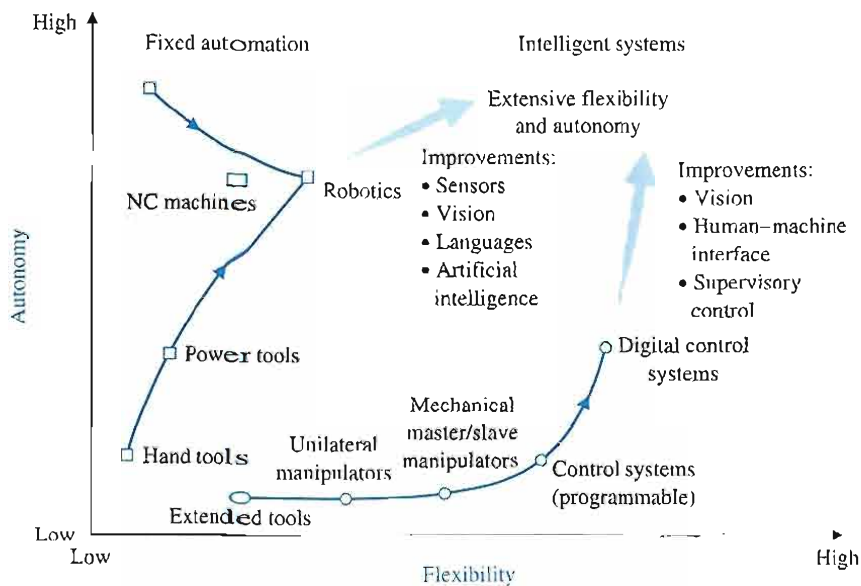 High
Fixed automation
Intelligent systems
Extensive flexibility
and autonomy
Improvements:
• Sensors
• Vision
• Languages
• Artificial
intelligence
Improvements:
• Vision
• Human–machine
interface
• Supervisory
control
NC machines
Robotics
Autonomy
Power tools
Digital control
systems
Hand tools
Unilateral
manipulators
Mechanical
master/slave
manipulators
Control systems
(programmable)
Extended tools
Low
Low
Flexibility
High